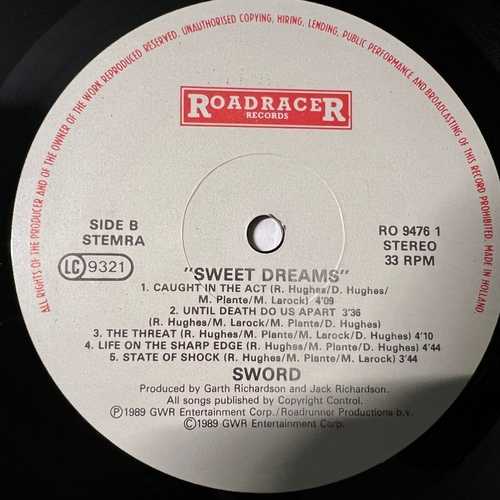 ALL RIGHTS OF THE PRODUCER AND OF THE OWNER OF THE WORK REPRODUCED RESERVED. UNAUTHORISED COPYING, HIRING, LENDING, PUBLIC PERFORMANCE AND BROADCASTING OF THIS RECORD PROHIBITED. MADE IN HOLLAND
ROADRACER
RECORDS
SIDE B
STEMRA
LC 9321
RO 9476 1
STEREO
33 RPM
"SWEET DREAMS"
1. CAUGHT IN THE ACT (R. Hughes/D. Hughes/
M. Plante/M. Larock) 4'09
2. UNTIL DEATH DO US APART 3'36
(R. Hughes/M. Larock/M. Plante/D. Hughes)
3. THE THREAT (R. Hughes/M. Plante/M. Larock) 4'10
4. LIFE ON THE SHARP EDGE (R. Hughes/M. Plante) 4'44
5. STATE OF SHOCK (R. Hughes/M. Plante/M. Larock) 3'44
SWORD
Produced by Garth Richardson and Jack Richardson.
All songs published by Copyright Control.
Ⓟ1989 GWR Entertainment Corp./Roadrunner Productions b.v.
©1989 GWR Entertainment Corp.